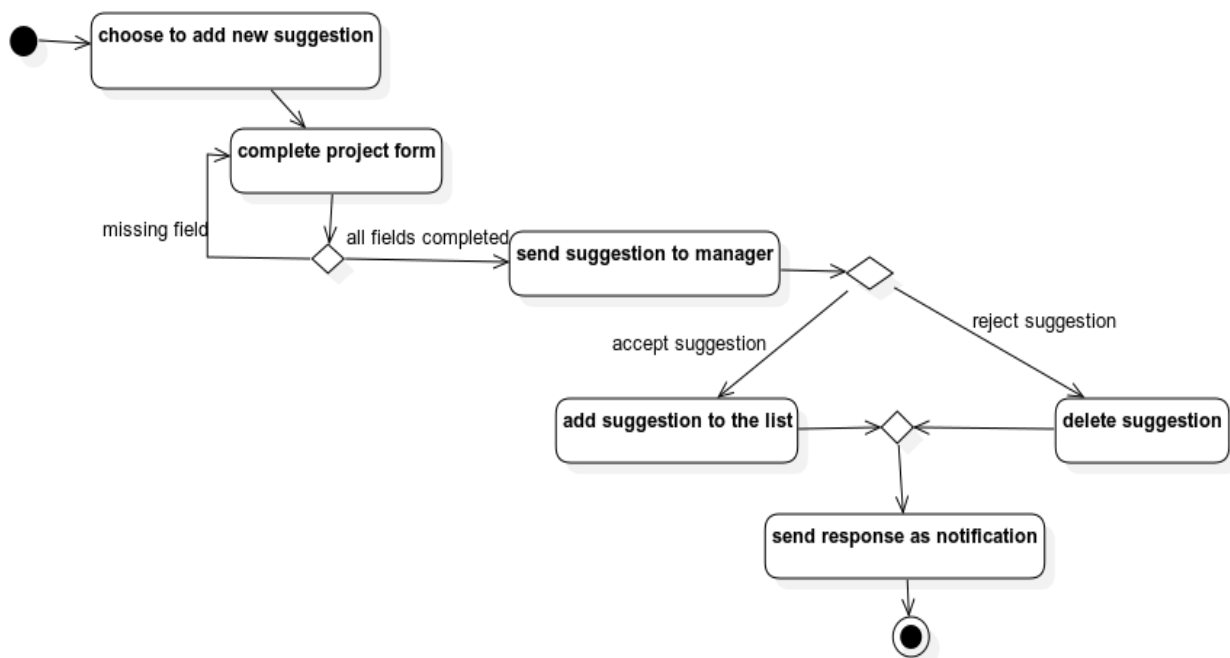 choose to add new suggestion
complete project form
missing field
all fields completed
send suggestion to manager
accept suggestion
reject suggestion
add suggestion to the list
delete suggestion
send response as notification